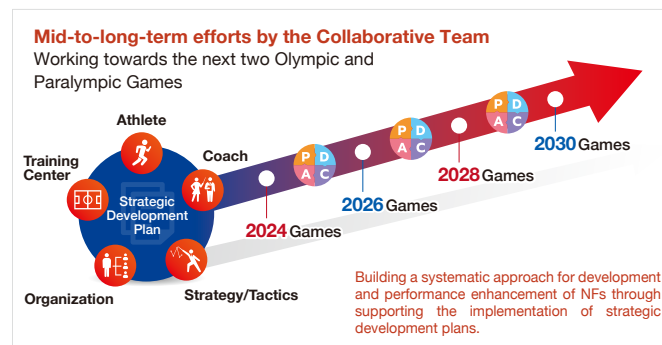 Mid-to-long-term efforts by the Collaborative Team
Working towards the next two Olympic and
Paralympic Games
Athlete
Training
Center
Coach
Strategic
Development
Plan
Organization
Strategy/Tactics
2024 Games
P D
A C
2026 Games
P D
A C
2028 Games
P D
A C
2030 Games
Building a systematic approach for development
and performance enhancement of NFs through
supporting the implementation of strategic
development plans.